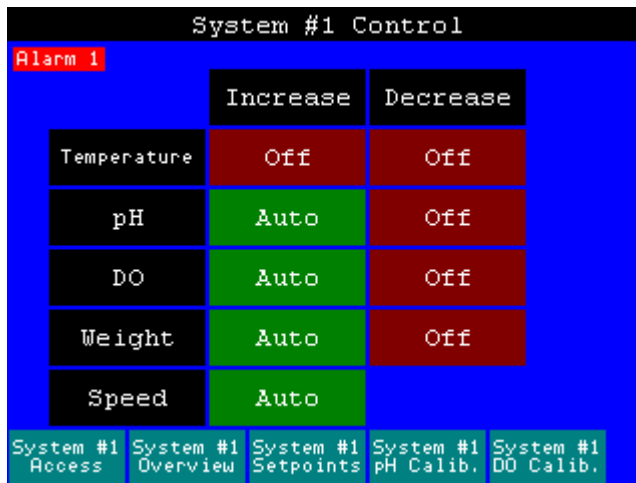 System #1 Control
Alarm 1
Increase Decrease
Temperature Off Off
pH Auto Off
DO Auto Off
Weight Auto Off
Speed Auto
System #1 Access
System #1 Overview
System #1 Setpoints
System #1 pH Calib.
System #1 DO Calib.